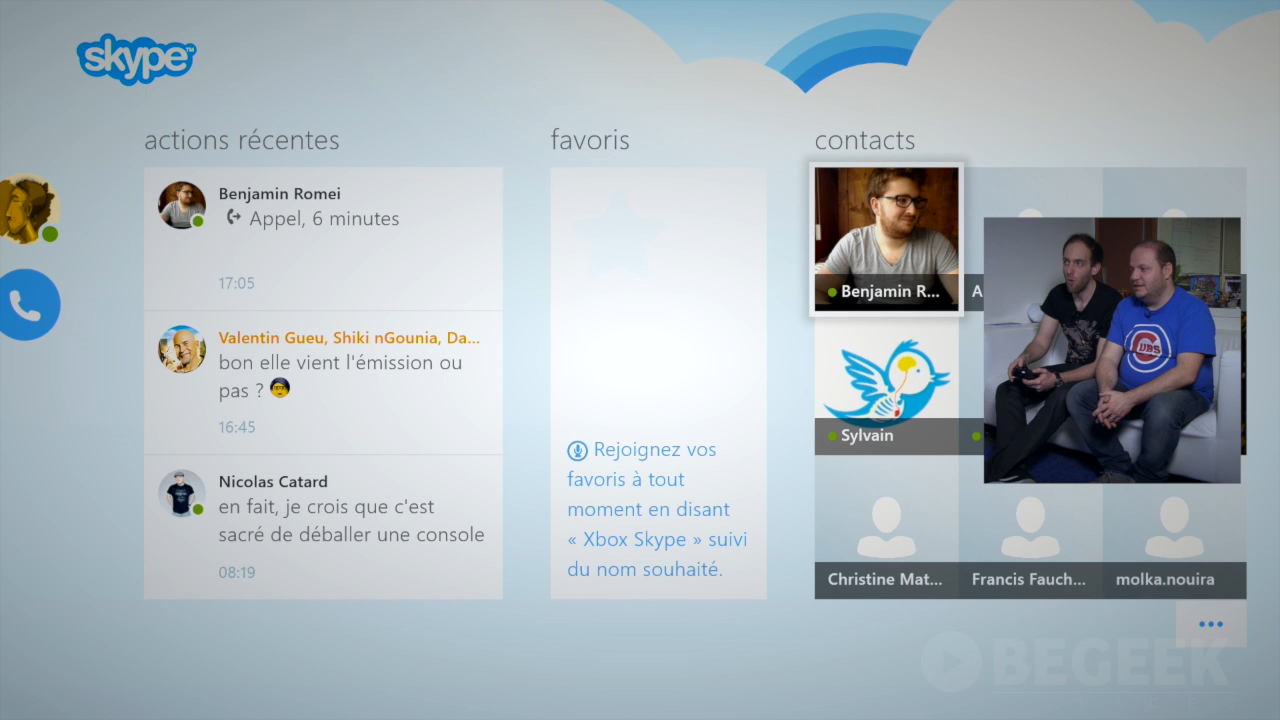 skype™
actions récentes
favoris
contacts
Benjamin Romei
Appel, 6 minutes
17:05
Valentin Gueu, Shiki nGounia, Da...
bon elle vient l'émission ou
pas ?
16:45
Nicolas Catard
en fait, je crois que c'est
sacré de déballer une console
08:19
Rejoignez vos
favoris à tout
moment en disant
« Xbox Skype » suivi
du nom souhaité.
Benjamin R...
A
Sylvain
CUBS
Christine Mat...
Francis Fauch...
molka.nouira
...
BEGEEK